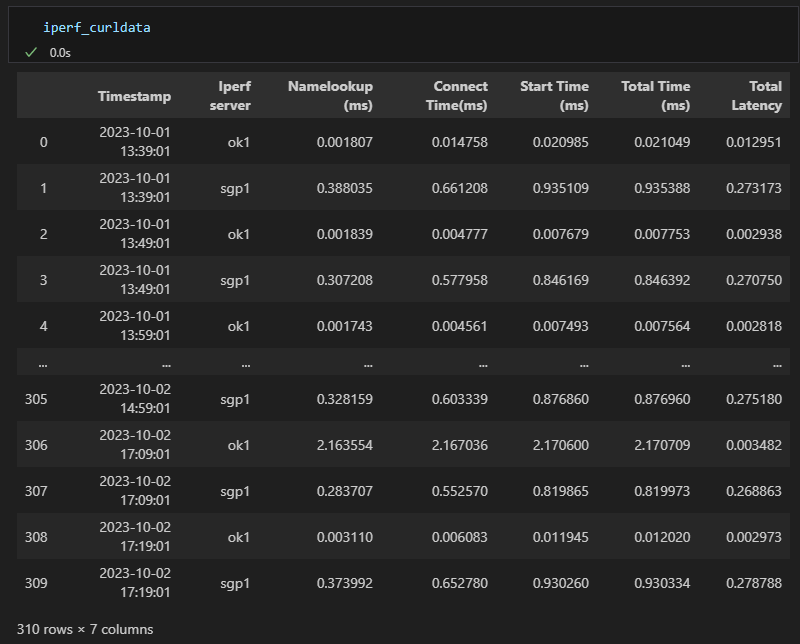 iperf_curldata
0.0s
Timestamp Iperf server Namelookup (ms) Connect Time(ms) Start Time (ms) Total Time (ms) Total Latency
0 2023-10-01 13:39:01 ok1 0.001807 0.014758 0.020985 0.021049 0.012951
1 2023-10-01 13:39:01 sgp1 0.388035 0.661208 0.935109 0.935388 0.273173
2 2023-10-01 13:49:01 ok1 0.001839 0.004777 0.007679 0.007753 0.002938
3 2023-10-01 13:49:01 sgp1 0.307208 0.577958 0.846169 0.846392 0.270750
4 2023-10-01 13:59:01 ok1 0.001743 0.004561 0.007493 0.007564 0.002818
... ... ... ... ... ... ... ...
305 2023-10-02 14:59:01 sgp1 0.328159 0.603339 0.876860 0.876960 0.275180
306 2023-10-02 17:09:01 ok1 2.163554 2.167036 2.170600 2.170709 0.003482
307 2023-10-02 17:09:01 sgp1 0.283707 0.552570 0.819865 0.819973 0.268863
308 2023-10-02 17:19:01 ok1 0.003110 0.006083 0.011945 0.012020 0.002973
309 2023-10-02 17:19:01 sgp1 0.373992 0.652780 0.930260 0.930334 0.278788
310 rows × 7 columns